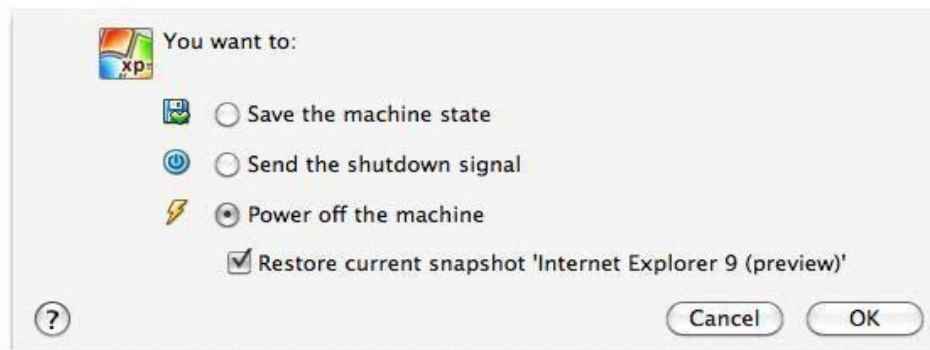 You want to:
xp
Save the machine state
Send the shutdown signal
Power off the machine
Restore current snapshot 'Internet Explorer 9 (preview)'
?
Cancel
OK